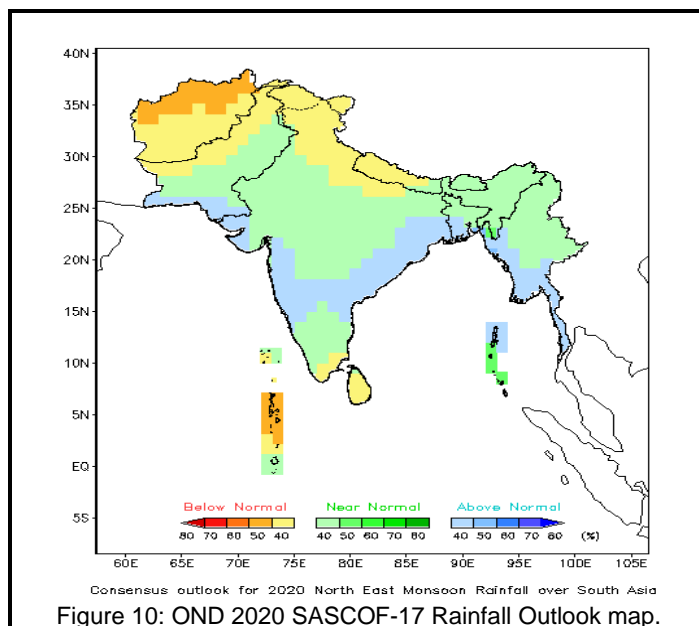 40N
35N
30N
25N
20N
15N
10N
5N
EQ
5S
Below Normal Near Normal Above Normal
80 70 60 50 40 40 50 60 70 80 40 50 60 70 80 (%)
60E 65E 70E 75E 80E 85E 90E 95E 100E 105E
Consensus outlook for 2020 North East Monsoon Rainfall over South Asia
Figure 10: OND 2020 SASCOF-17 Rainfall Outlook map.